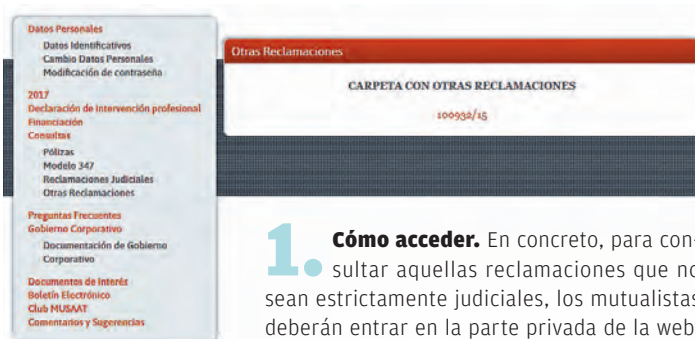 Datos Personales
Datos Identificativos
Cambio Datos Personales
Modificación de contraseña
2017
Declaración de intervención profesional
Financiación
Consultas
Pólizas
Modelo 347
Reclamaciones Judiciales
Otras Reclamaciones
Preguntas Frecuentes
Gobierno Corporativo
Documentación de Gobierno
Corporativo
Documentos de Interés
Boletín Electrónico
Club MUSAAT
Comentarios y Sugerencias
Otras Reclamaciones
CARPETA CON OTRAS RECLAMACIONES
100932/15
1. Cómo acceder. En concreto, para con-
sultar aquellas reclamaciones que no
sean estrictamente judiciales, los mutualistas
deberán entrar en la parte privada de la web